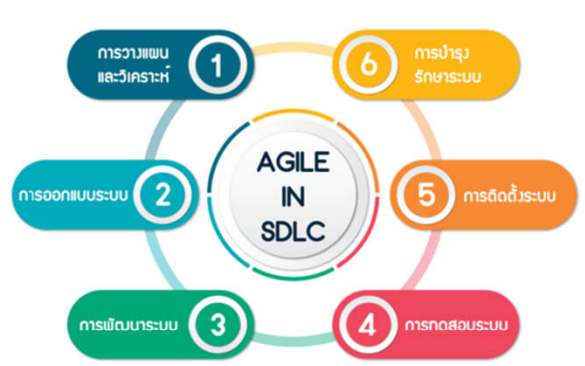 การวางแผน
และวิเคราะห์
1
การออกแบบระบบ
2
การพัฒนาระบบ
3
AGILE
IN
SDLC
6
การบำรุง
รักษาระบบ
5
การติดตั้งระบบ
4
การทดสอบระบบ